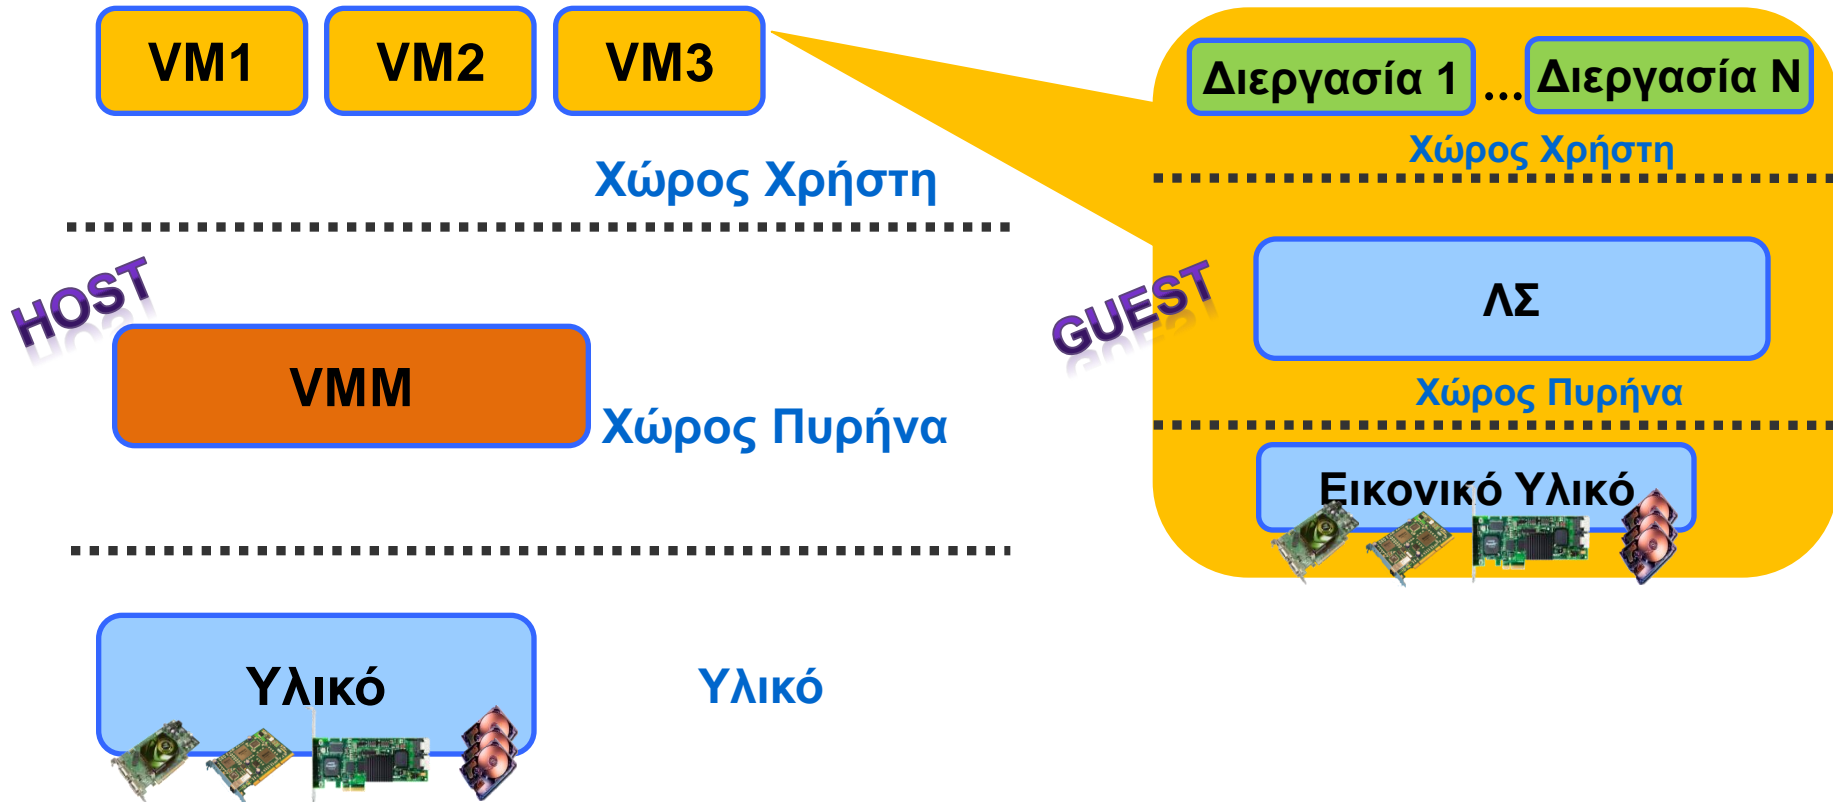 VM1
VM2
VM3
Χώρος Χρήστη
HOST
VMM
Χώρος Πυρήνα
Υλικό
Υλικό
Διεργασία 1 ... Διεργασία N
Χώρος Χρήστη
GUEST
ΛΣ
Χώρος Πυρήνα
Εικονικό Υλικό